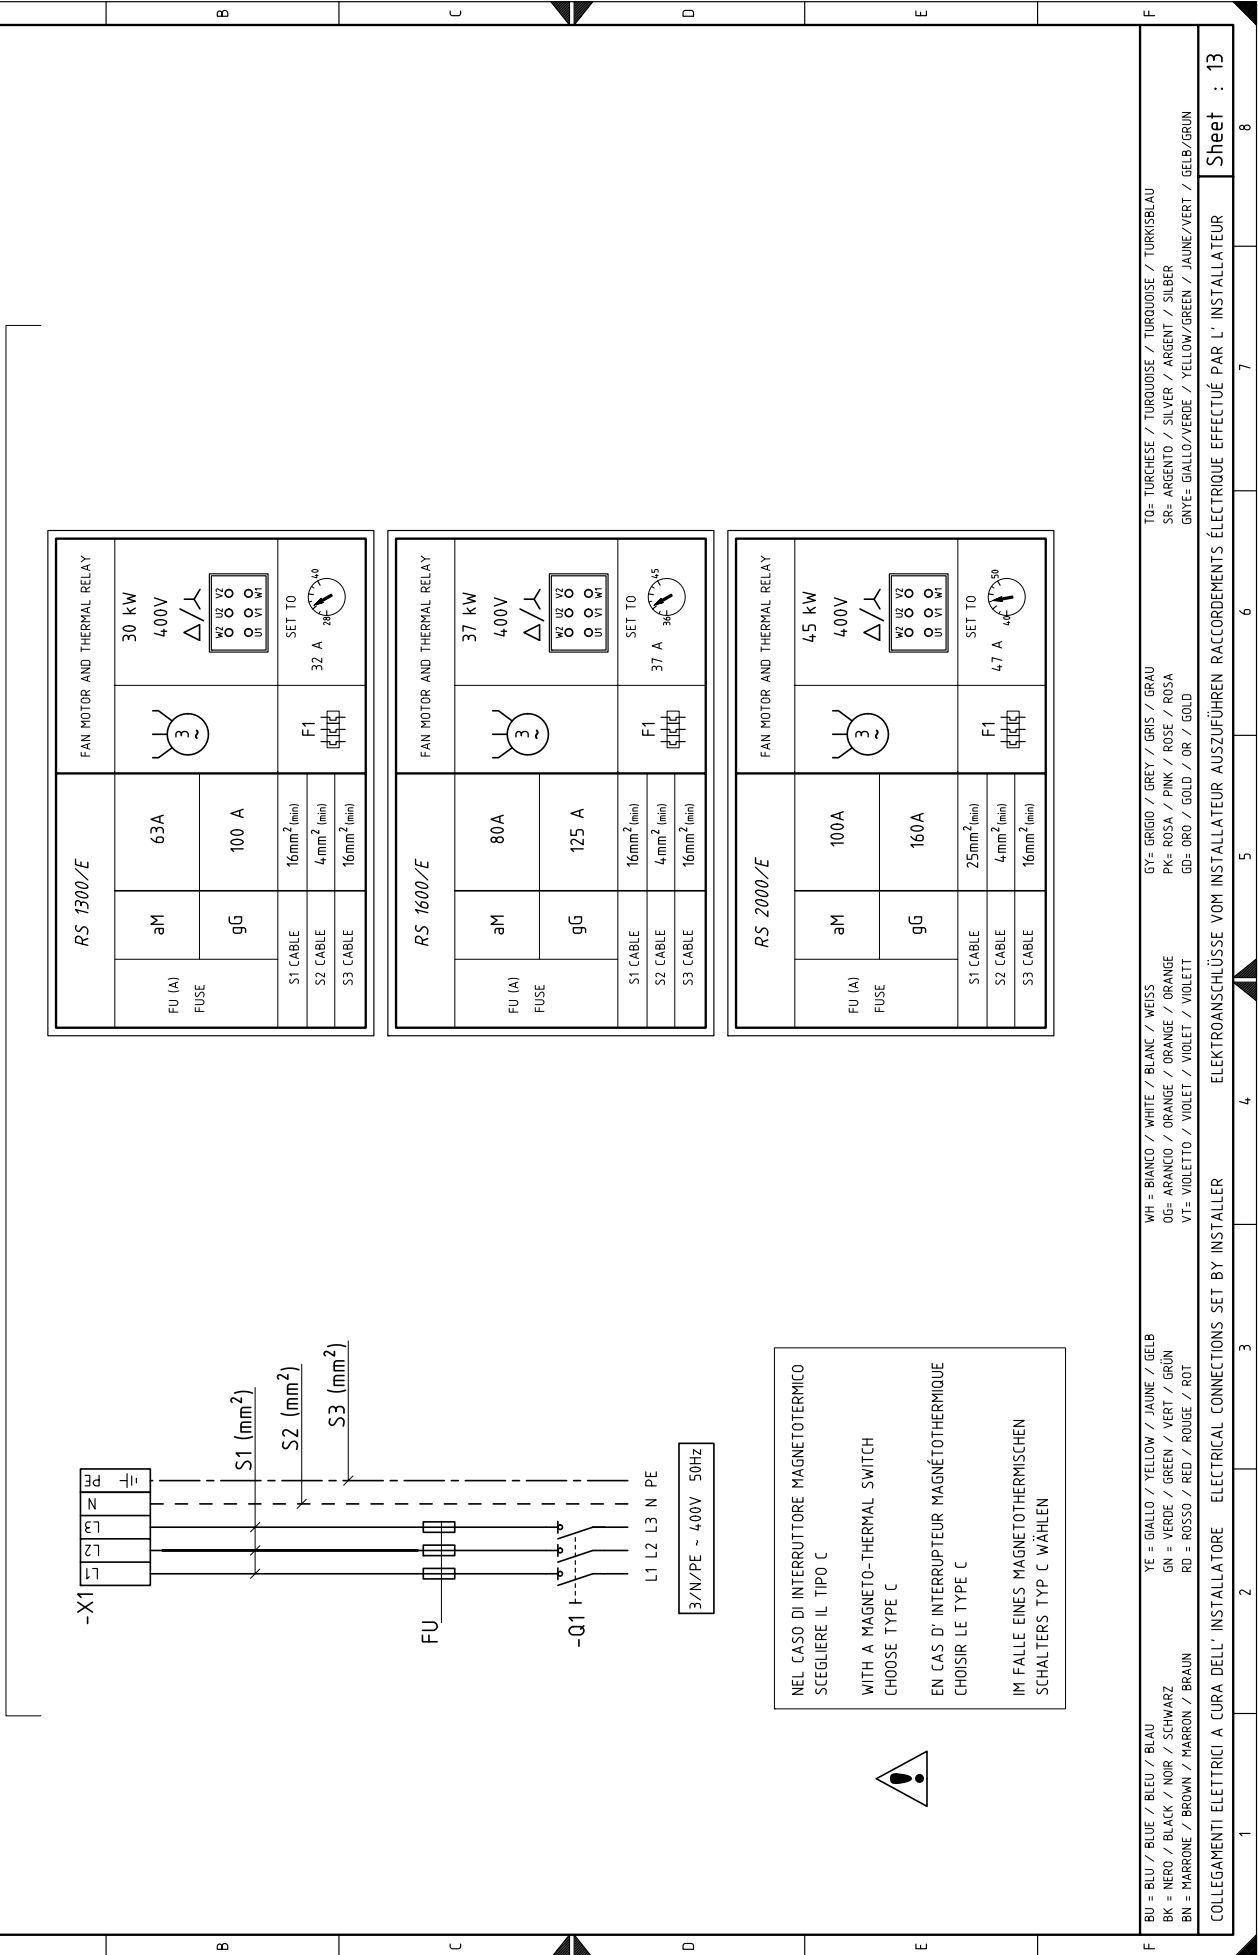 -X1
L1 L2 L3 N PE
S1 (mm²)
S2 (mm²)
S3 (mm²)
FU
-Q1
L1 L2 L3 N PE
3/N/PE ~ 400V 50Hz
NEL CASO DI INTERRUTTORE MAGNETOTERMICO
SCEGLIERE IL TIPO C
WITH A MAGNETO-THERMAL SWITCH
CHOOSE TYPE C
EN CAS D' INTERRUPTEUR MAGNÉTOTHERMIQUE
CHOISIR LE TYPE C
IM FALLE EINES MAGNETOTHERMISCHEN
SCHALTERS TYP C WÄHLEN
RS 1300/E
FAN MOTOR AND THERMAL RELAY
FU (A)
FUSE
aM 63A
gG 100 A
3 ~
30 kW
400V
Δ/
W2 U2 V2
U1 V1 W1
S1 CABLE 16mm² (min)
S2 CABLE 4mm² (min)
S3 CABLE 16mm² (min)
F1
SET TO
32 A
28 40
RS 1600/E
FAN MOTOR AND THERMAL RELAY
FU (A)
FUSE
aM 80A
gG 125 A
3 ~
37 kW
400V
Δ/
W2 U2 V2
U1 V1 W1
S1 CABLE 16mm² (min)
S2 CABLE 4mm² (min)
S3 CABLE 16mm² (min)
F1
SET TO
37 A
36 45
RS 2000/E
FAN MOTOR AND THERMAL RELAY
FU (A)
FUSE
aM 100A
gG 160A
3 ~
45 kW
400V
Δ/
W2 U2 V2
U1 V1 W1
S1 CABLE 25mm² (min)
S2 CABLE 4mm² (min)
S3 CABLE 16mm² (min)
F1
SET TO
47 A
40 50
BU = BLU / BLUE / BLEU / BLAU
BK = NERO / BLACK / NOIR / SCHWARZ
BN = MARRONE / BROWN / MARRON / BRAUN
YE = GIALLO / YELLOW / JAUNE / GELB
GN = VERDE / GREEN / VERT / GRÜN
RD = ROSSO / RED / ROUGE / ROT
WH = BIANCO / WHITE / BLANC / WEISS
OG= ARANCIO / ORANGE / ORANGE / ORANGE
VT= VIOLETTO / VIOLET / VIOLET / VIOLETT
GY= GRIGIO / GREY / GRIS / GRAU
PK= ROSA / PINK / ROSE / ROSA
GD= ORO / GOLD / OR / GOLD
TQ= TURCHESE / TURQUOISE / TURQUOISE / TURKISBLAU
SR= ARGENTO / SILVER / ARGENT / SILBER
GNYE= GIALLO/VERDE / YELLOW/GREEN / JAUNE/VERT / GELB/GRUN
COLLEGAMENTI ELETTRICI A CURA DELL' INSTALLATORE ELECTRICAL CONNECTIONS SET BY INSTALLER ELEKTROANSCHLÜSSE VOM INSTALLATEUR AUSZUFÜHREN RACCORDEMENTS ÉLECTRIQUE EFFECTUÉ PAR L' INSTALLATEUR
Sheet : 13
1 2 3 4 5 6 7 8
B C D E F
B C D E F